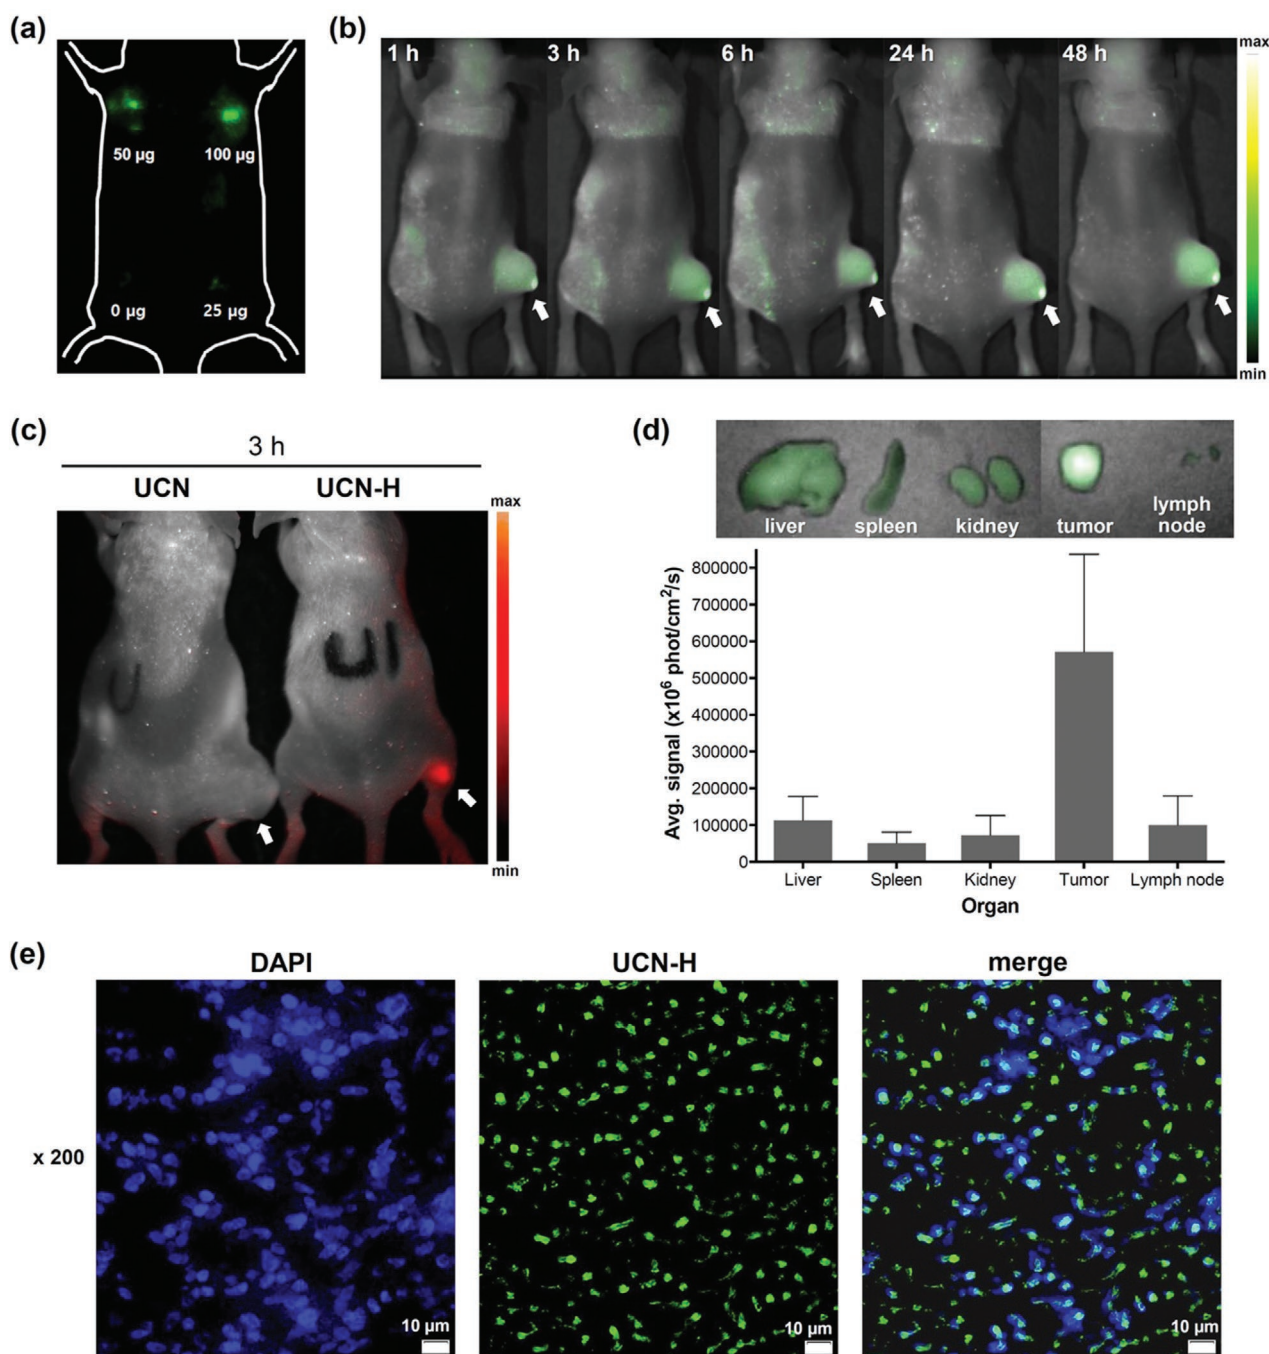 (a)
50 µg
100 µg
0 µg
25 µg
(b)
1 h
3 h
6 h
24 h
48 h
max
min
(c)
3 h
UCN
UCN-H
max
min
U
UI
(d)
liver
spleen
kidney
tumor
lymph
node
Avg. signal (x10⁶ phot/cm²/s)
800000
700000
600000
500000
400000
300000
200000
100000
0
Liver
Spleen
Kidney
Tumor
Lymph node
Organ
(e)
DAPI
UCN-H
merge
x 200
10 µm
10 µm
10 µm